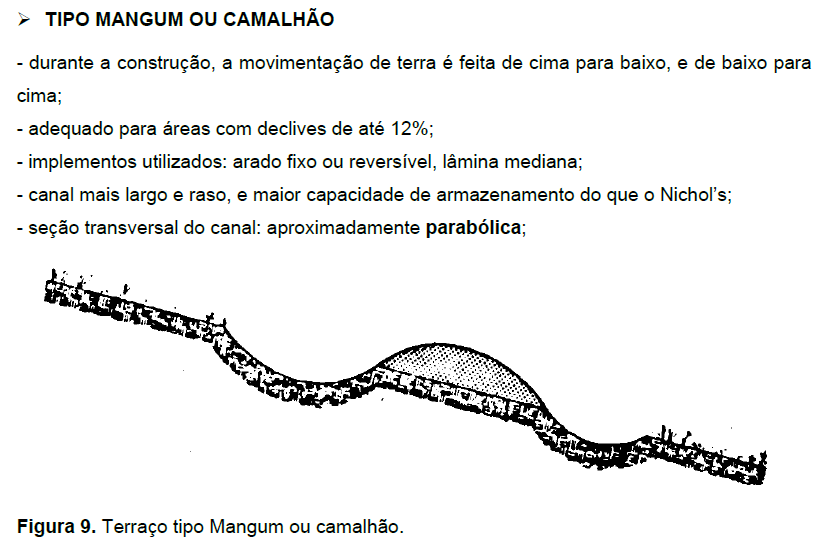 ➢ TIPO MANGUM OU CAMALHÃO
- durante a construção, a movimentação de terra é feita de cima para baixo, e de baixo para
cima;
- adequado para áreas com declives de até 12%;
- implementos utilizados: arado fixo ou reversível, lâmina mediana;
- canal mais largo e raso, e maior capacidade de armazenamento do que o Nichol’s;
- seção transversal do canal: aproximadamente parabólica;
Figura 9. Terraço tipo Mangum ou camalhão.